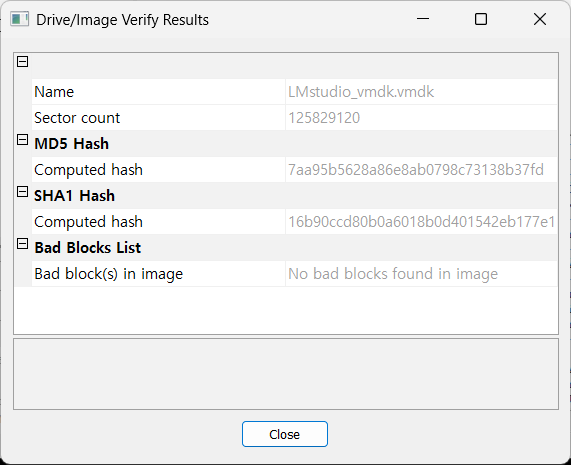 Drive/Image Verify Results
Name LMstudio_vmdk.vmdk
Sector count 125829120
MD5 Hash
Computed hash 7aa95b5628a86e8ab0798c73138b37fd
SHA1 Hash
Computed hash 16b90ccd80b0a6018b0d401542eb177e1
Bad Blocks List
Bad block(s) in image No bad blocks found in image
Close